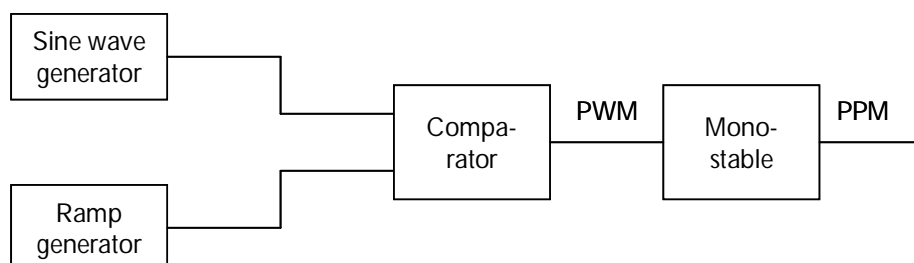 Sine wave
generator
Compa-
rator
PWM
Mono-
stable
PPM
Ramp
generator